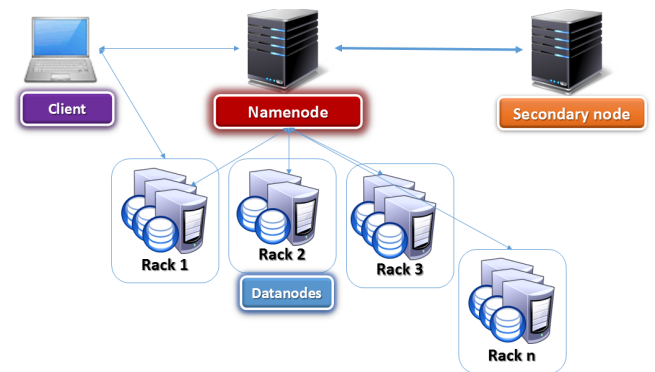 Client
Namenode
Secondary node
Rack 1
Rack 2
Rack 3
Datanodes
Rack n